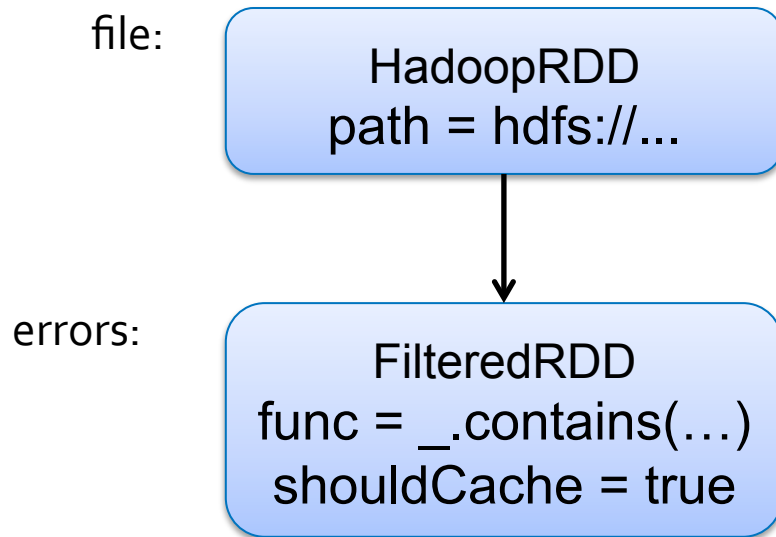 file:
HadoopRDD
path = hdfs://...
errors:
FilteredRDD
func = _.contains(…)
shouldCache = true